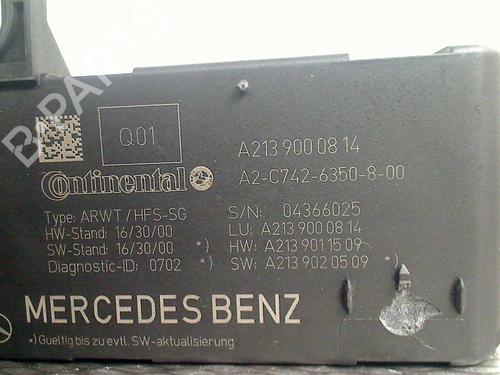 Q01
A213 900 08 14
Continental
A2-C742-6350-8-00
Type: ARWT/HFS-SG
S/N: 04366025
HW-Stand: 16/30/00
LU: A213 900 08 14
SW-Stand: 16/30/00 *)
HW: A213 901 15 09
Diagnostic-ID: 0702 *)
SW: A213 902 05 09 *)
MERCEDES BENZ
*) Gueltig bis zu evtl. SW-aktualisierung